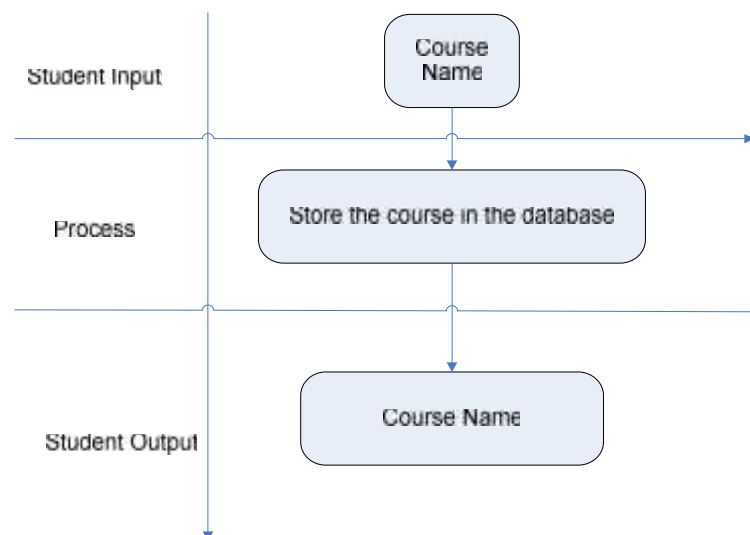 Student Input
Course
Name
Process
Store the course in the database
Student Output
Course Name